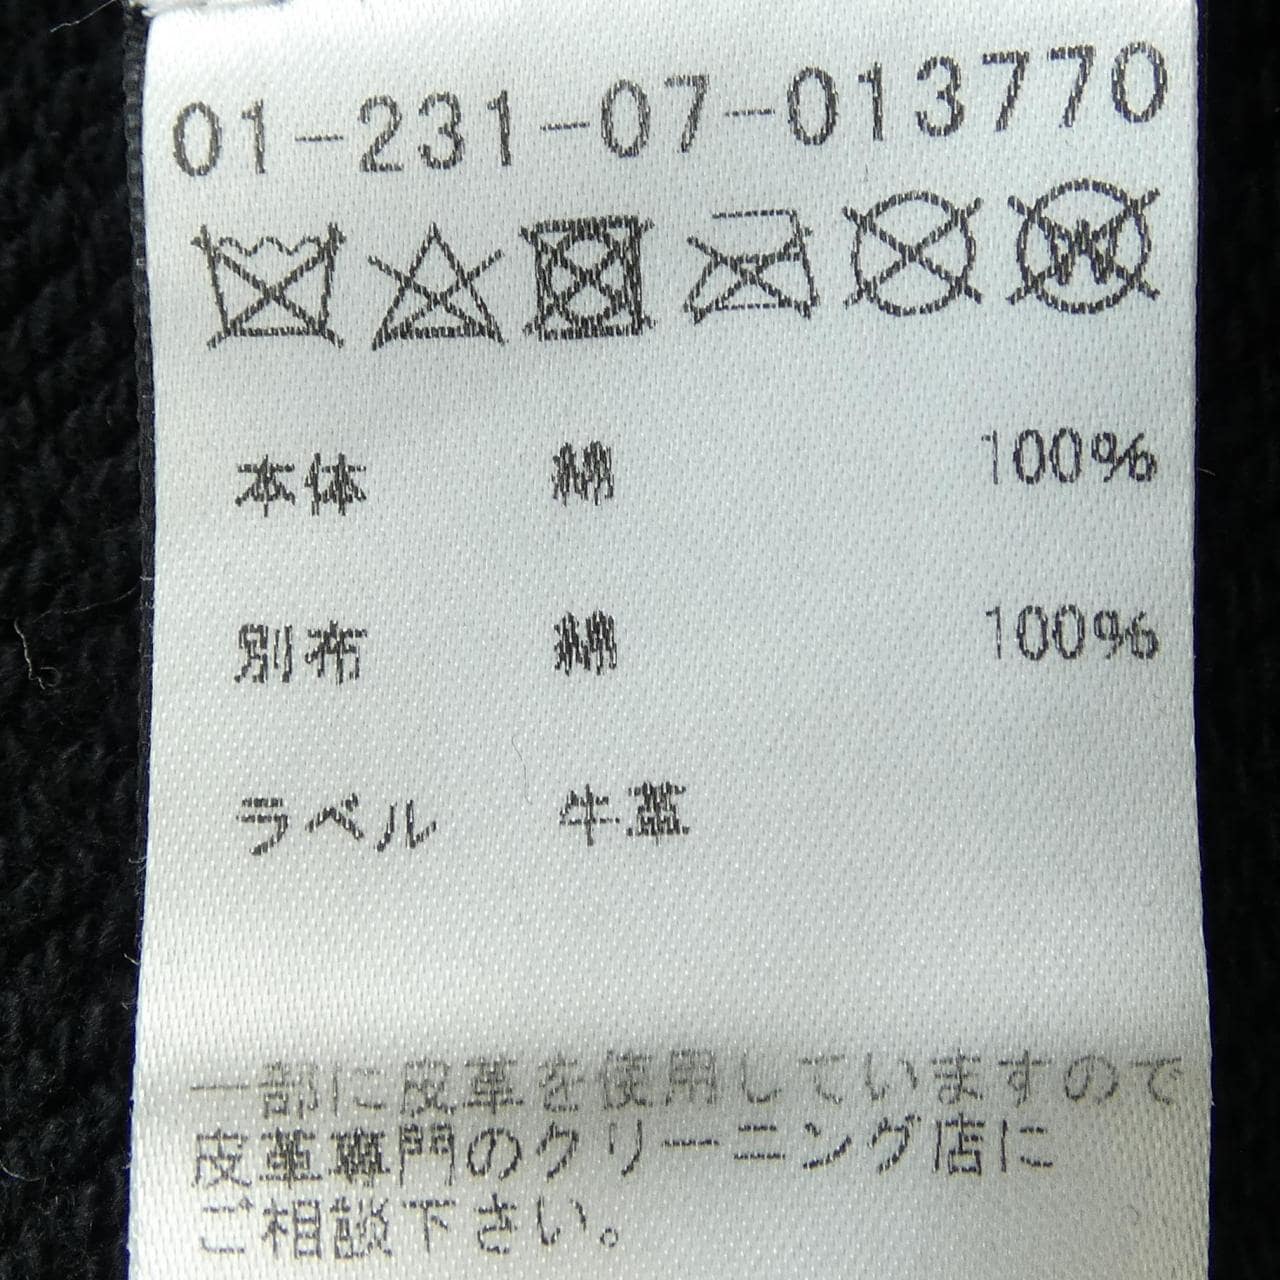 01-231-07-013770
本体 綿 100%
別布 綿 100%
ラベル 牛革
一部に皮革を使用していますので
皮革専門のクリーニング店に
ご相談下さい。